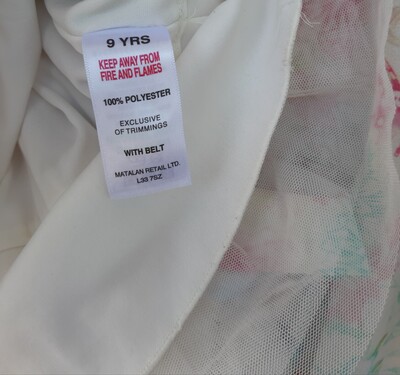 9 YRS
KEEP AWAY FROM
FIRE AND FLAMES
100% POLYESTER
EXCLUSIVE
OF TRIMMINGS
WITH BELT
MATALAN RETAIL LTD.
L33 7SZ